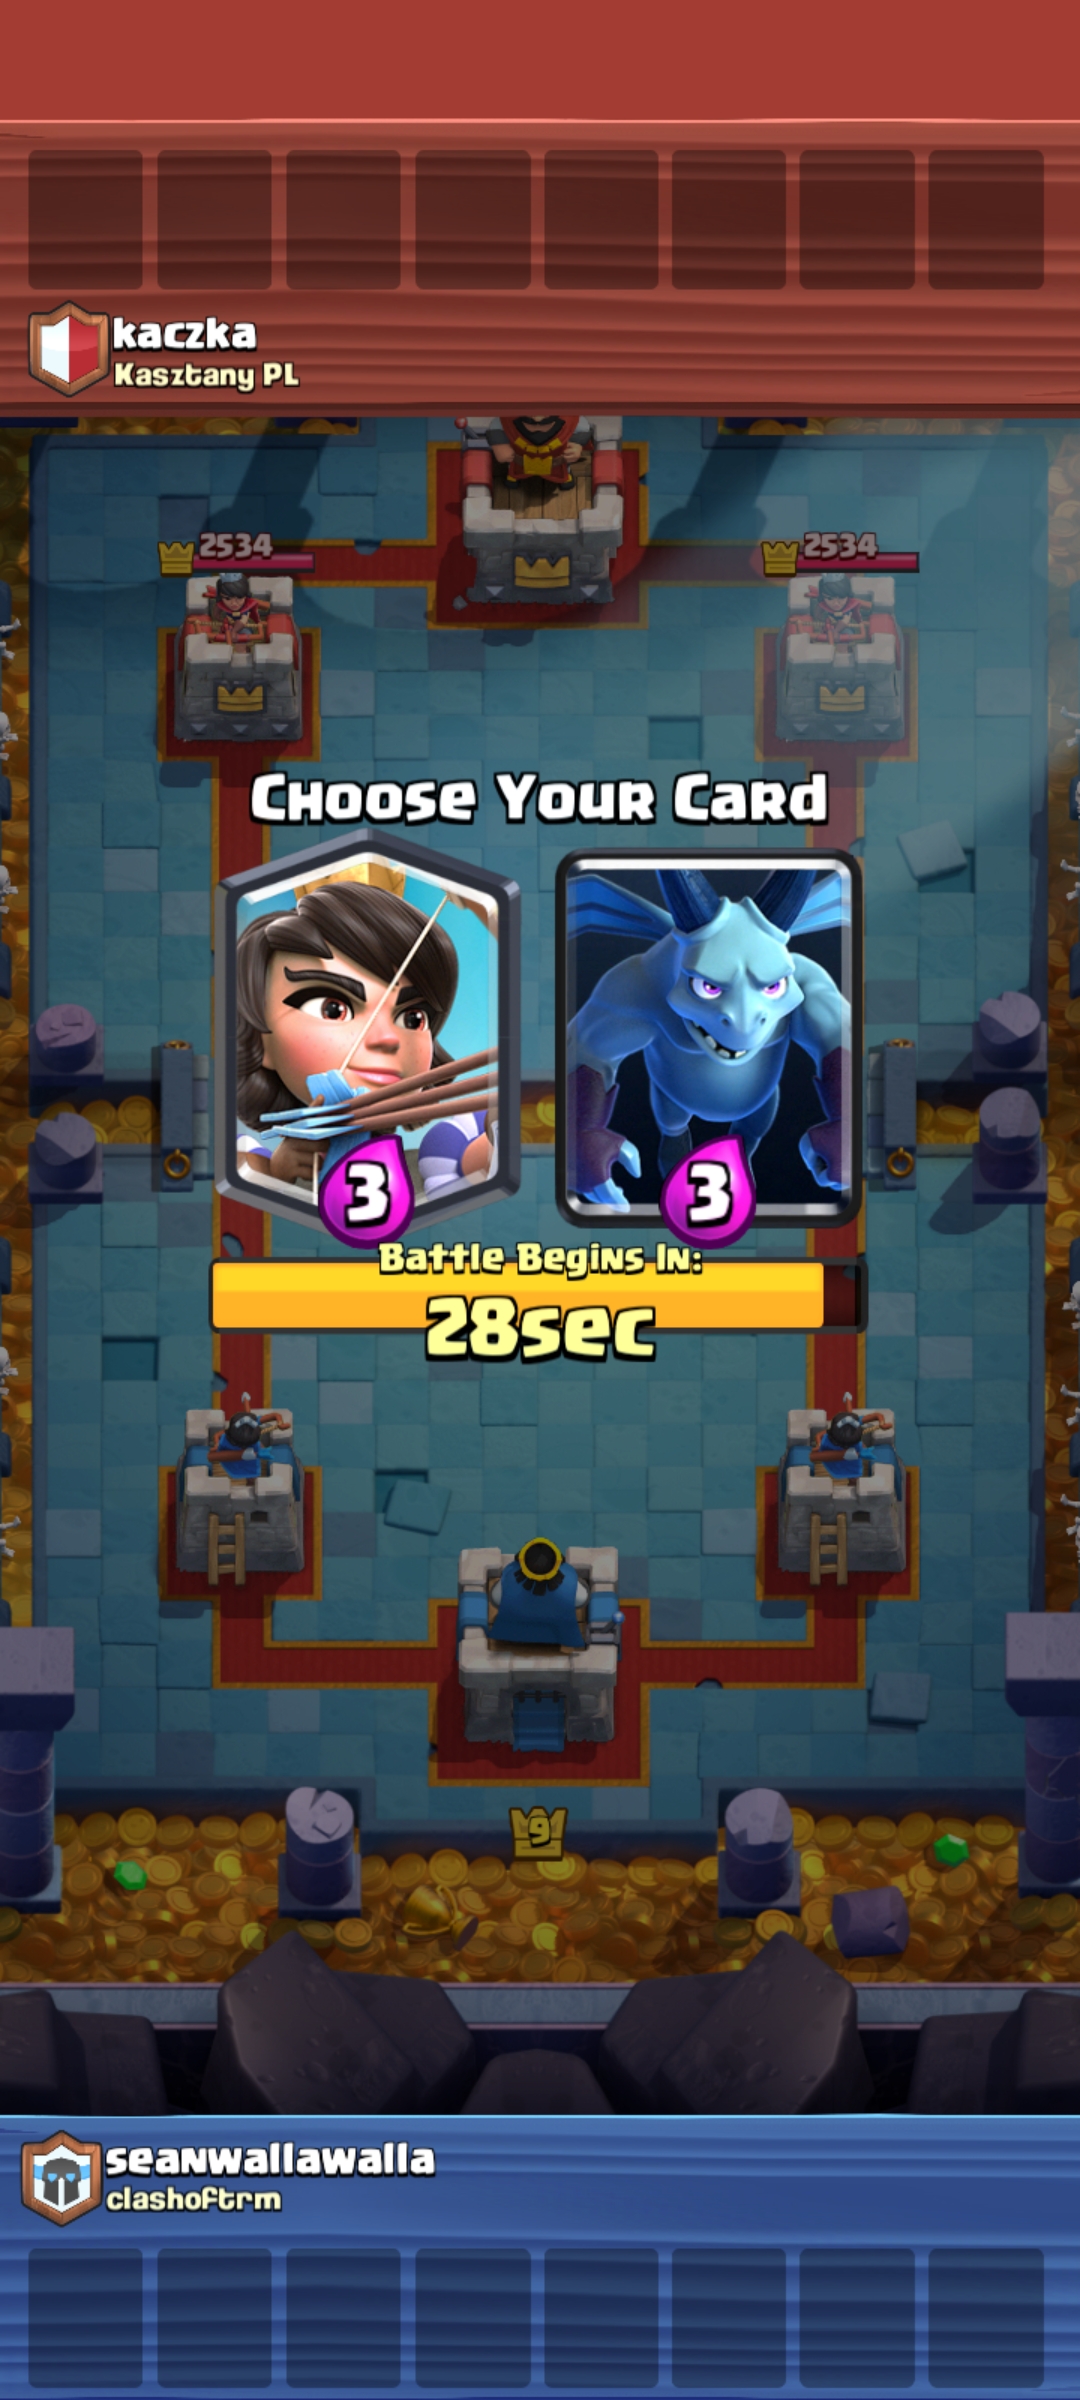 kaczka
Kasztany PL
2534
2534
Choose Your Card
3
3
Battle Begins In:
28sec
9
seanwallawalla
clashoftrm